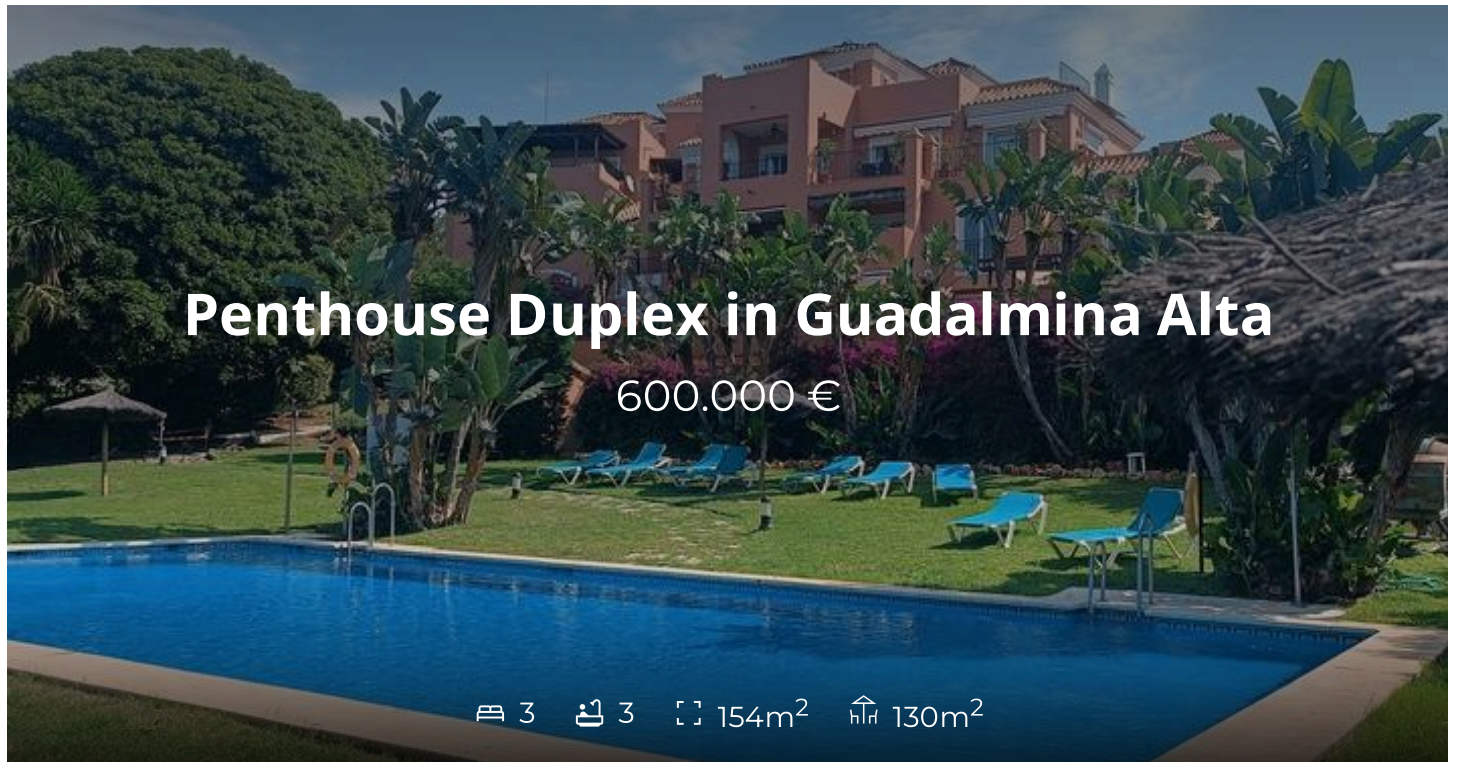 Penthouse Duplex in Guadalmina Alta
600.000 €
3 3 154m² 130m²